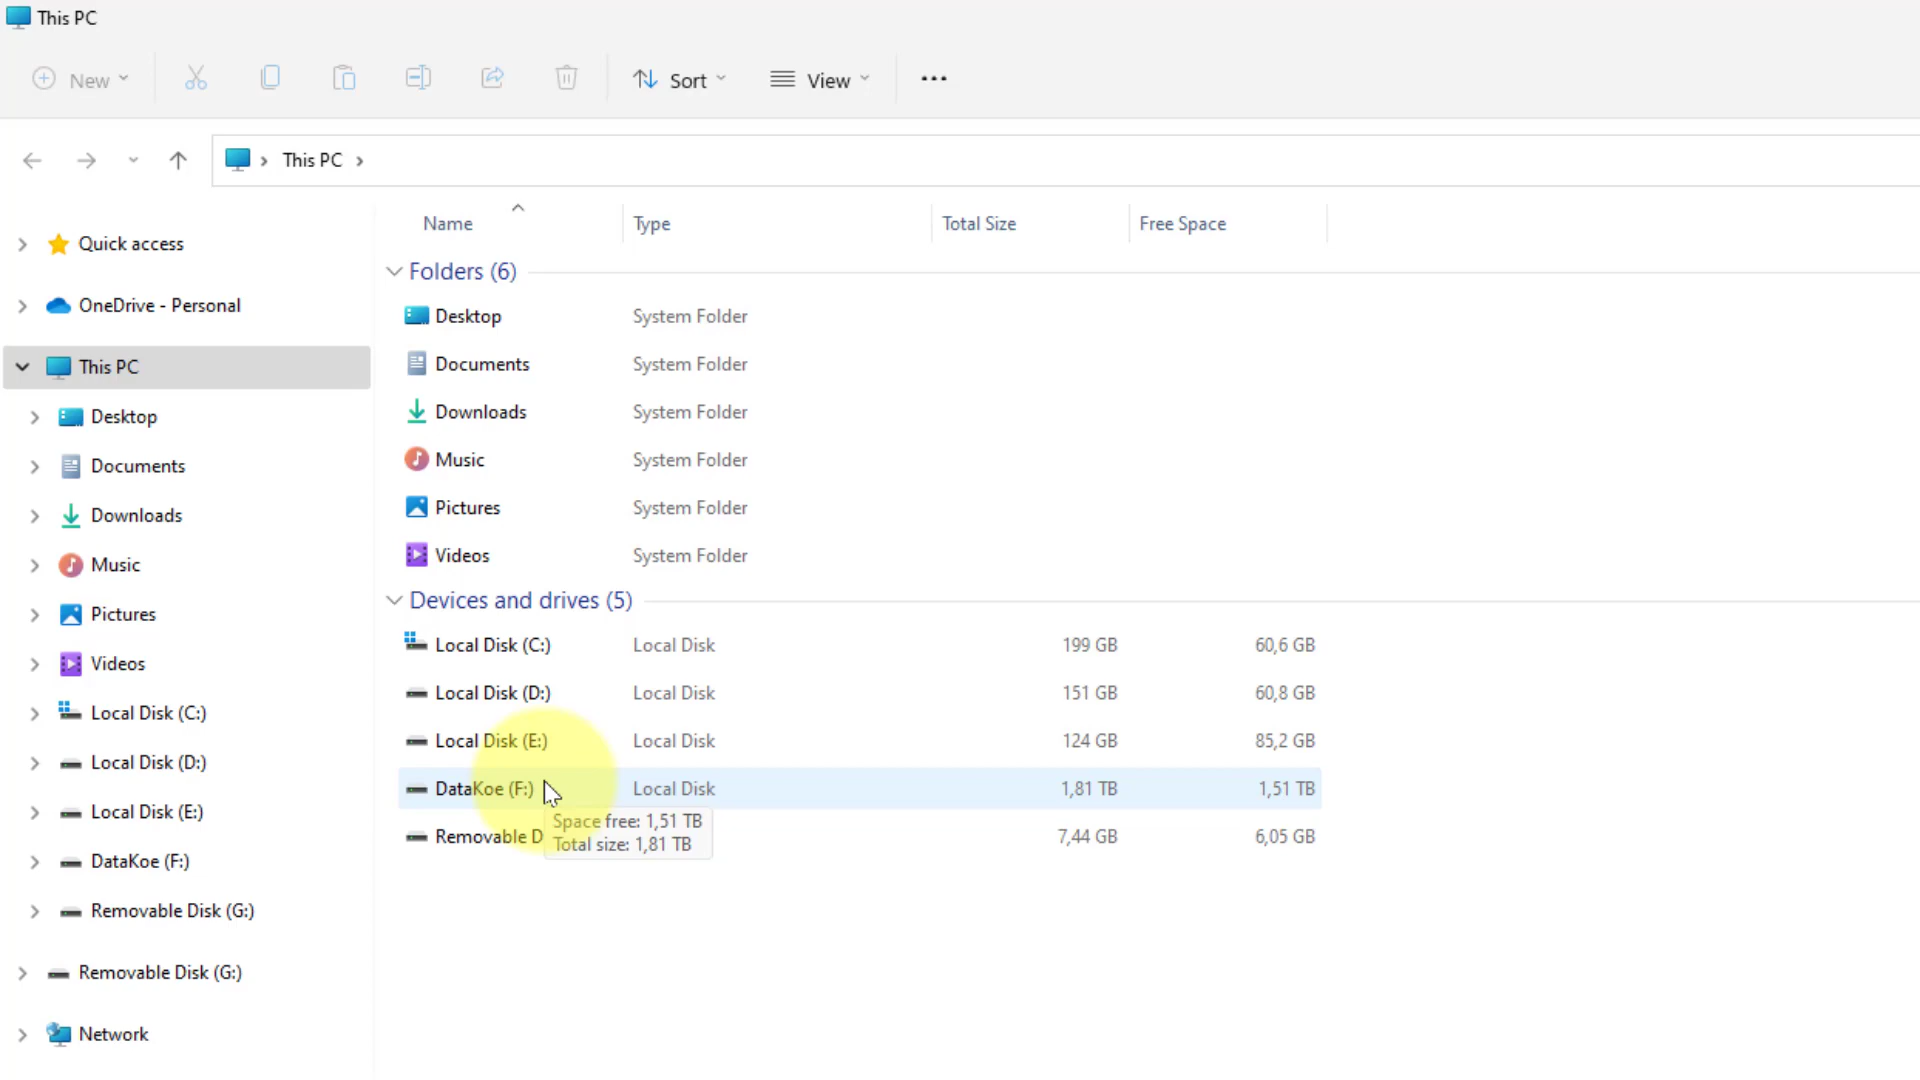 This PC
New
Sort
View
This PC
Name
Type
Total Size
Free Space
Quick access
OneDrive - Personal
This PC
Desktop
Documents
Downloads
Music
Pictures
Videos
Local Disk (C:)
Local Disk (D:)
Local Disk (E:)
DataKoe (F:)
Removable Disk (G:)
Removable Disk (G:)
Network
Folders (6)
Desktop System Folder
Documents System Folder
Downloads System Folder
Music System Folder
Pictures System Folder
Videos System Folder
Devices and drives (5)
Local Disk (C:) Local Disk 199 GB 60,6 GB
Local Disk (D:) Local Disk 151 GB 60,8 GB
Local Disk (E:) Local Disk 124 GB 85,2 GB
DataKoe (F:) Local Disk 1,81 TB 1,51 TB
Removable D 7,44 GB 6,05 GB
Space free: 1,51 TB
Total size: 1,81 TB